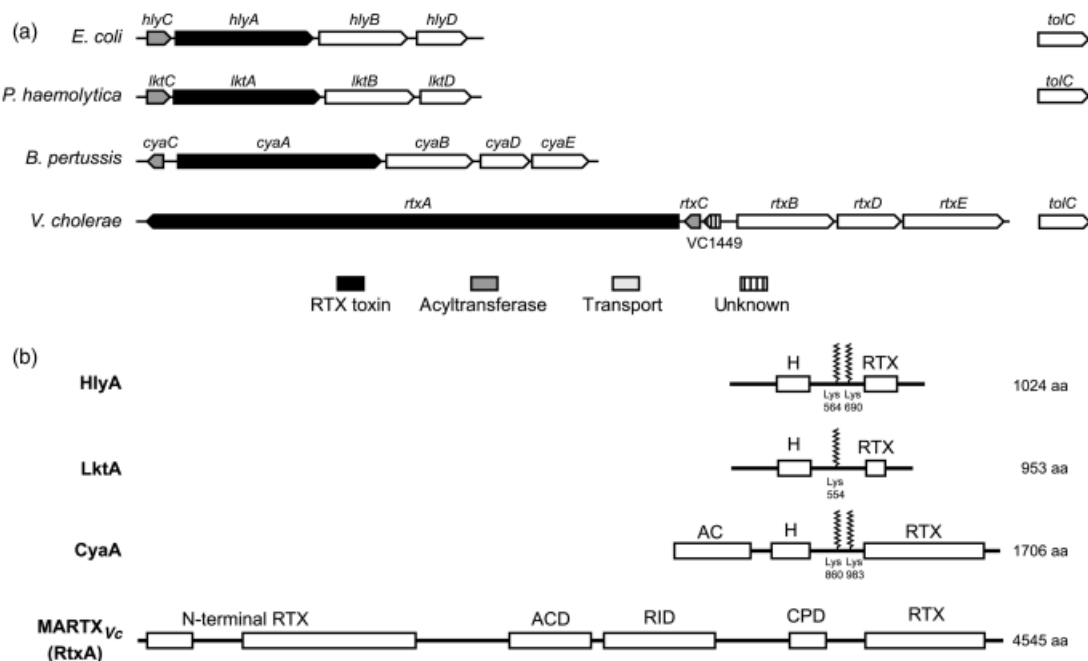 (a)
hlyC hlyA hlyB hlyD tolC
E. coli
lktC lktA lktB lktD tolC
P. haemolytica
cyaC cyaA cyaB cyaD cyaE
B. pertussis
rtxA rtxC rtxB rtxD rtxE tolC
V. cholerae
VC1449
RTX toxin Acyltransferase Transport Unknown
(b)
H RTX
HlyA 1024 aa
Lys Lys
564 690
H RTX
LktA 953 aa
Lys
554
AC H RTX
CyaA 1706 aa
Lys Lys
860 983
N-terminal RTX ACD RID CPD RTX
MARTXVc 4545 aa
(RtxA)